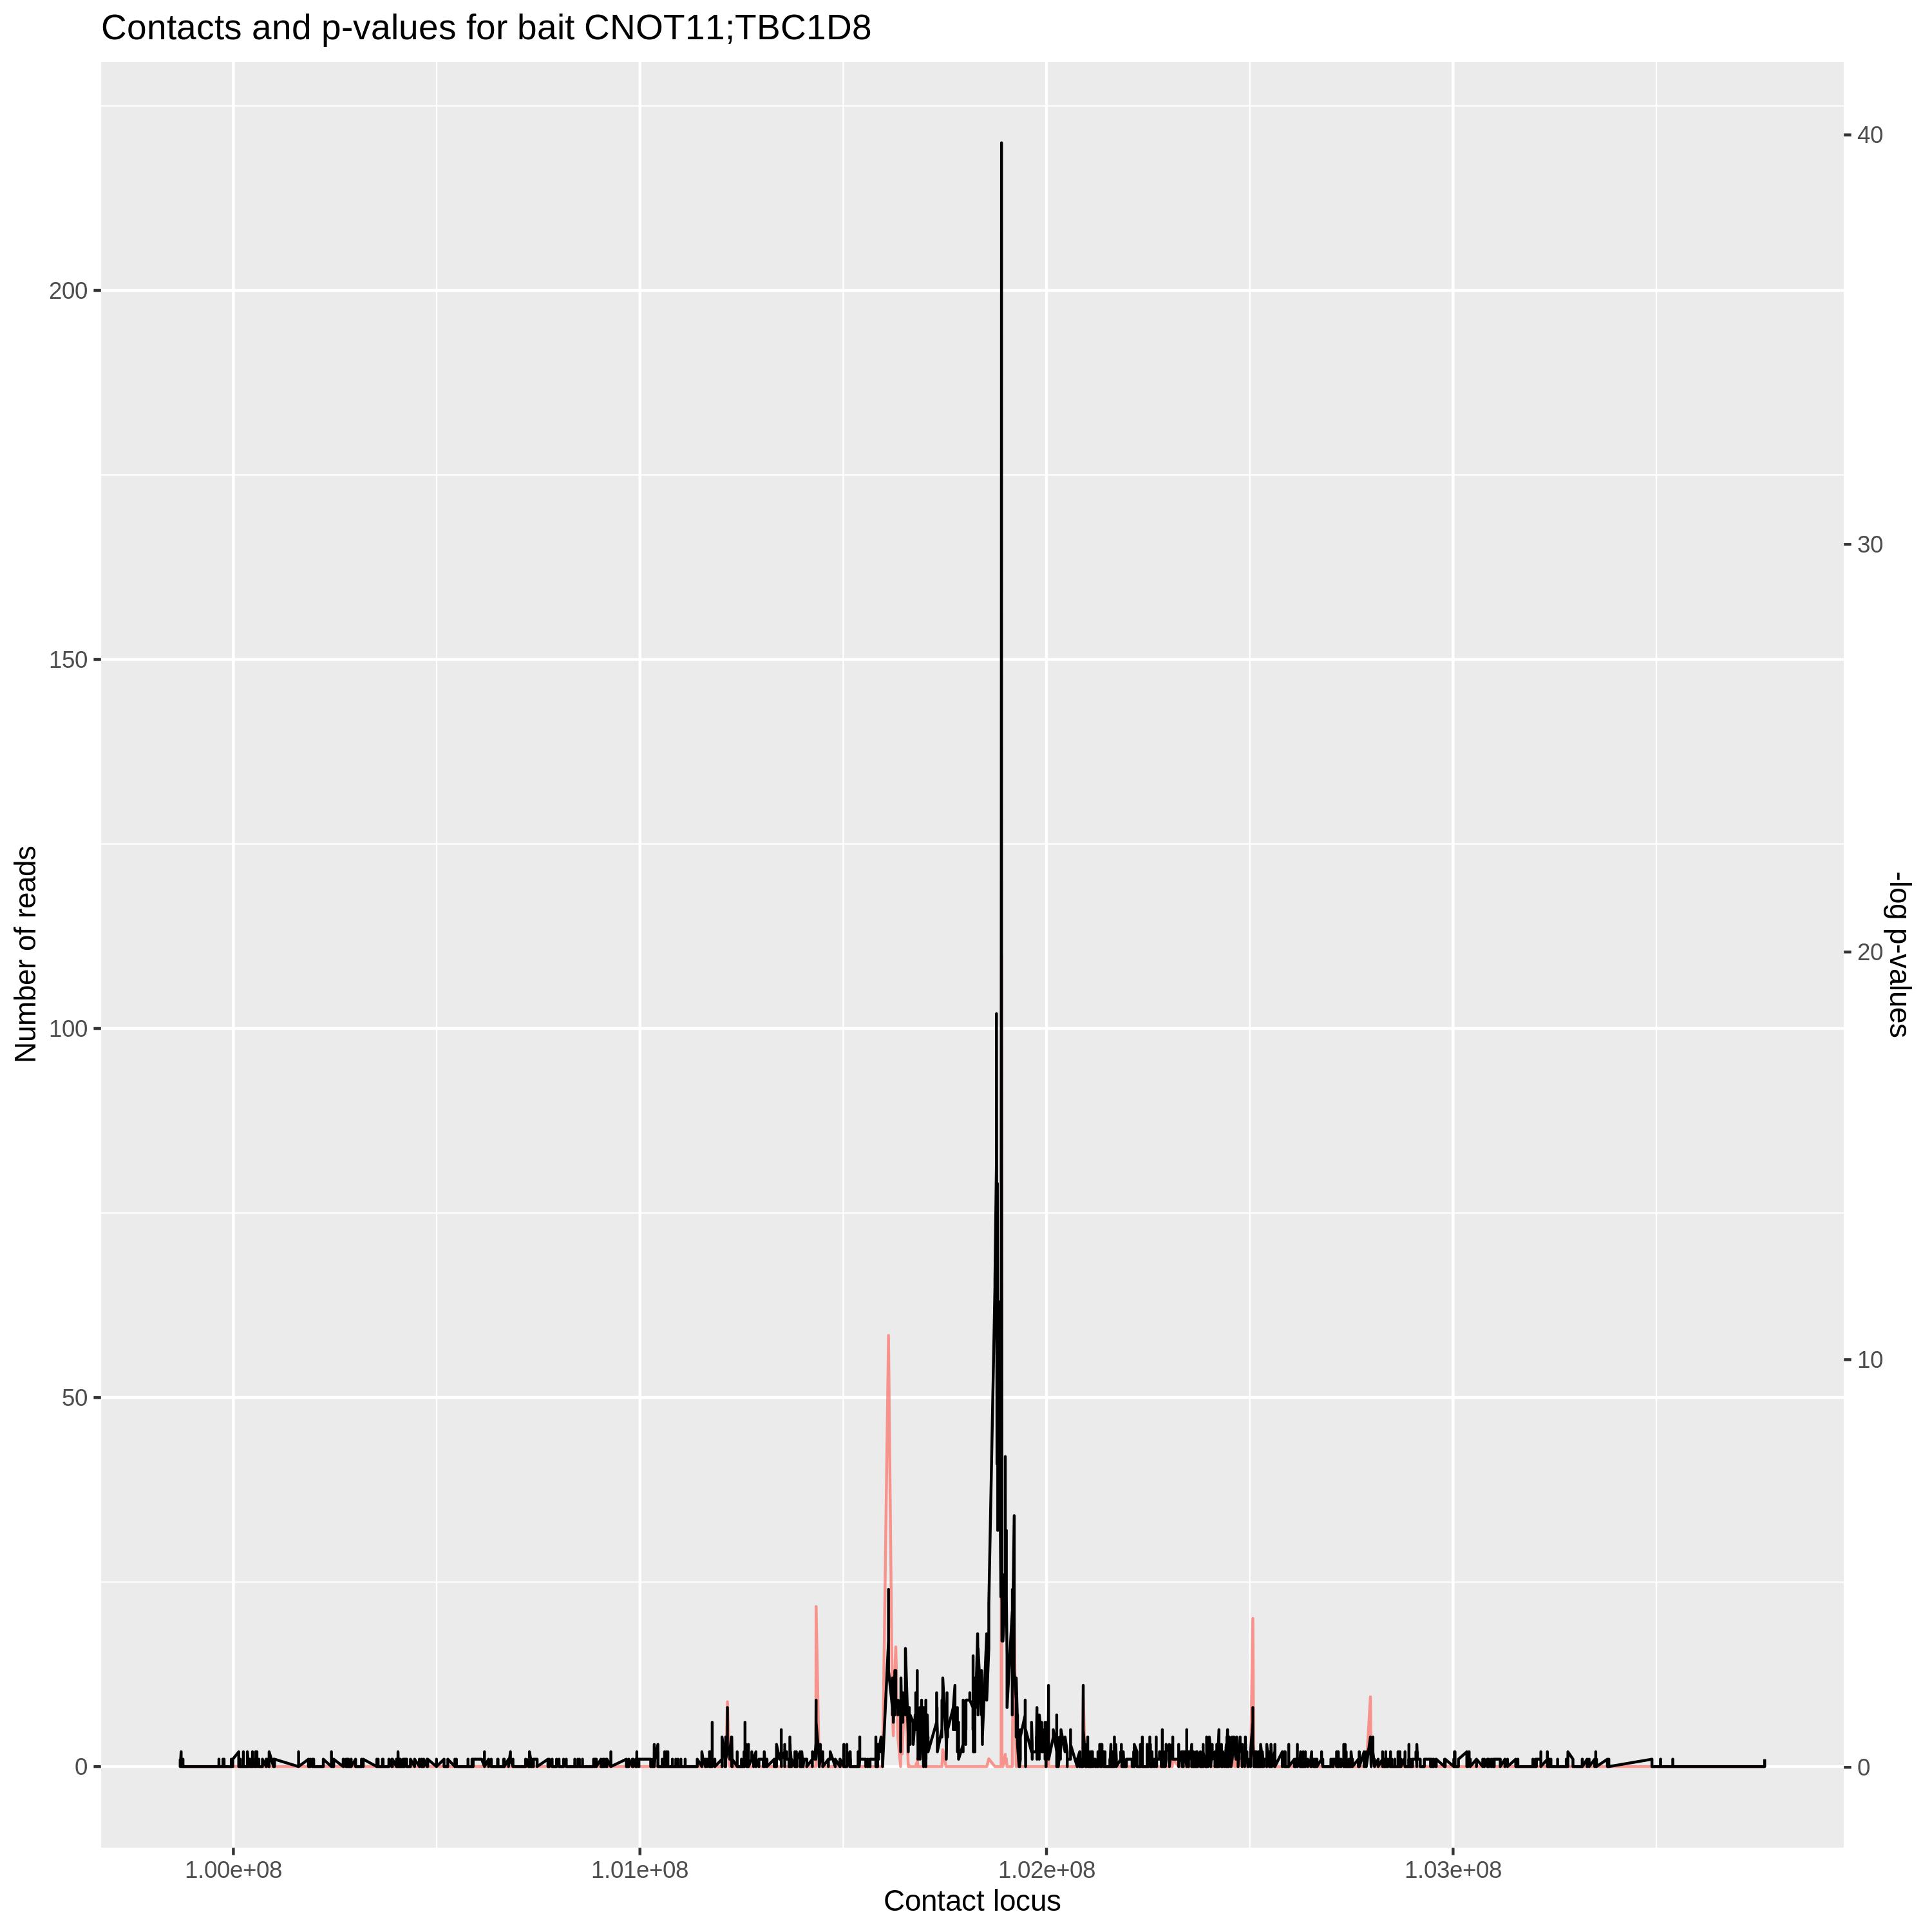 Contacts and p-values for bait CNOT11;TBC1D8
Number of reads
200
150
100
50
0
40
30
20
10
0
-log p-values
1.00e+08
1.01e+08
1.02e+08
1.03e+08
Contact locus